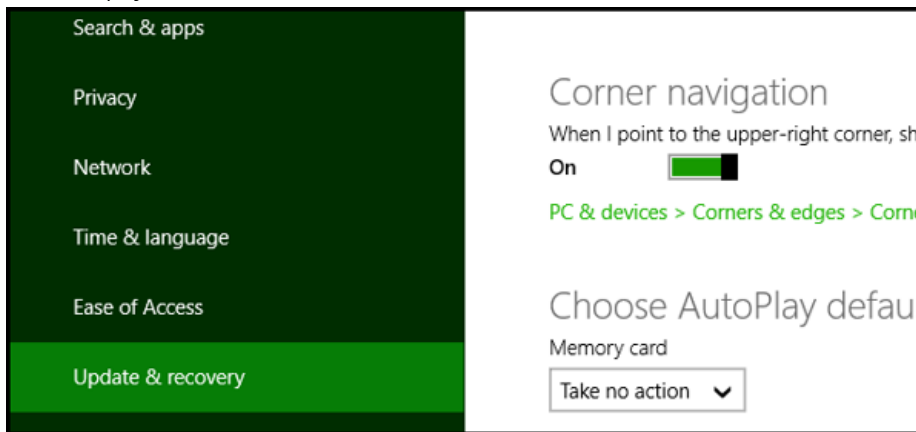 Search & apps
Privacy
Network
Time & language
Ease of Access
Update & recovery
Corner navigation
When I point to the upper-right corner, sh
On
PC & devices > Corners & edges > Corn
Choose AutoPlay defau
Memory card
Take no action